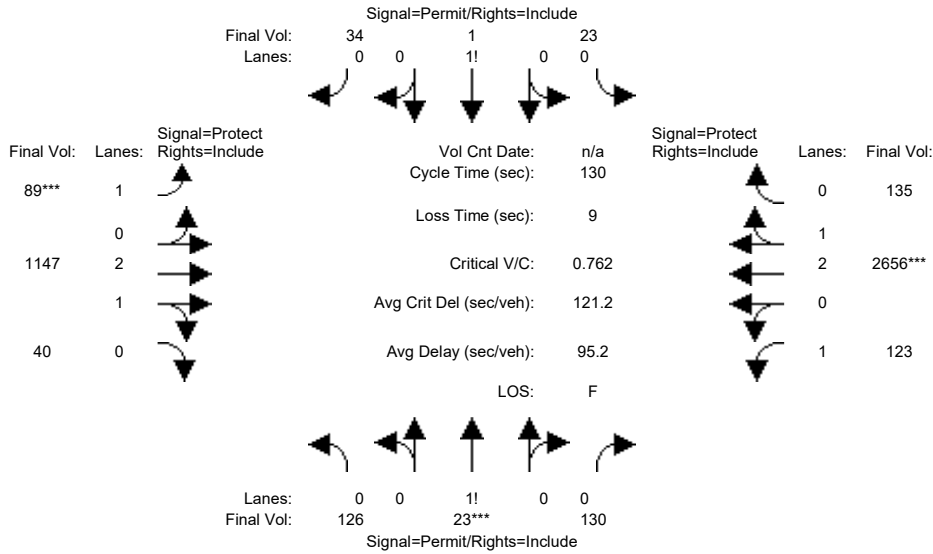 Signal=Permit/Rights=Include
Final Vol: 34 1 23
Lanes: 0 0 1! 0 0
Signal=Protect Signal=Protect
Final Vol: Lanes: Rights=Include Vol Cnt Date: n/a Rights=Include Lanes: Final Vol:
Cycle Time (sec): 130
89*** 1 0 135
Loss Time (sec): 9
0 1
1147 2 Critical V/C: 0.762 2 2656***
1 Avg Crit Del (sec/veh): 121.2 0
40 0 Avg Delay (sec/veh): 95.2 1 123
LOS: F
Lanes: 0 0 1! 0 0
Final Vol: 126 23*** 130
Signal=Permit/Rights=Include